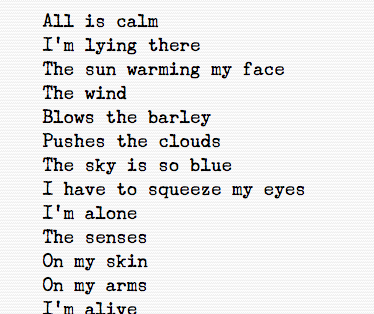 All is calm
I'm lying there
The sun warming my face
The wind
Blows the barley
Pushes the clouds
The sky is so blue
I have to squeeze my eyes
I'm alone
The senses
On my skin
On my arms
I'm alive